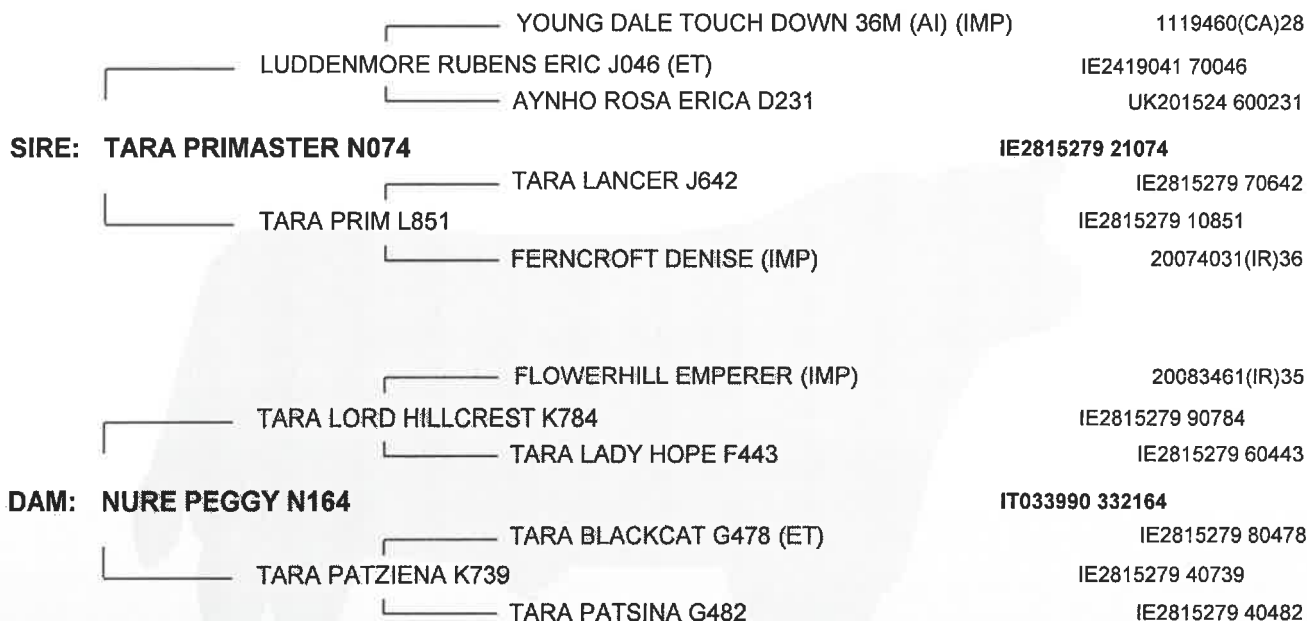 YOUNG DALE TOUCH DOWN 36M (AI) (IMP) 1119460(CA)28
LUDDENMORE RUBENS ERIC J046 (ET) IE2419041 70046
AYNHO ROSA ERICA D231 UK201524 600231
SIRE: TARA PRIMASTER N074 IE2815279 21074
TARA LANCER J642 IE2815279 70642
TARA PRIM L851 IE2815279 10851
FERNCROFT DENISE (IMP) 20074031(IR)36
FLOWERHILL EMPERER (IMP) 20083461(IR)35
TARA LORD HILLCREST K784 IE2815279 90784
TARA LADY HOPE F443 IE2815279 60443
DAM: NURE PEGGY N164 IT033990 332164
TARA BLACKCAT G478 (ET) IE2815279 80478
TARA PATZIENA K739 IE2815279 40739
TARA PATSINA G482 IE2815279 40482